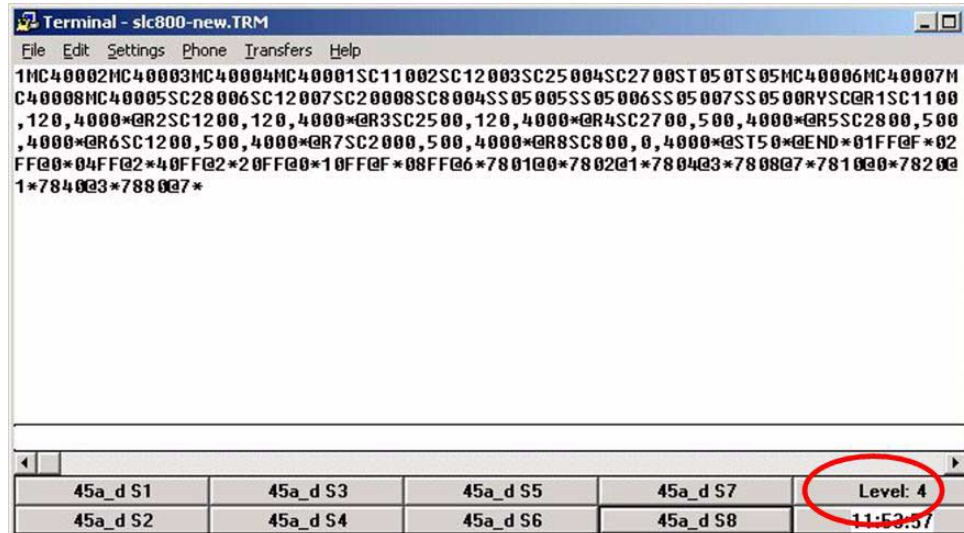 Terminal - slc800-new.TRM
File Edit Settings Phone Transfers Help
1MC40002MC40003MC40004MC40001SC11002SC12003SC25004SC2700ST050TS05MC40006MC40007M
C40008MC40005SC28006SC12007SC20008SC8004SS05005SS05006SS05007SS0500RYSC@R1SC1100
,120,4000*@R2SC1200,120,4000*@R3SC2500,120,4000*@R4SC2700,500,4000*@R5SC2800,500
,4000*@R6SC1200,500,4000*@R7SC2000,500,4000*@R8SC800,0,4000*@ST50*@END*01FF@F*02
FF@0*04FF@2*40FF@2*20FF@0*10FF@F*08FF@6*7801@0*7802@1*7804@3*7808@7*7810@0*7820@
1*7840@3*7880@7*
45a_d S1 45a_d S3 45a_d S5 45a_d S7 Level: 4
45a_d S2 45a_d S4 45a_d S6 45a_d S8 11:53:57